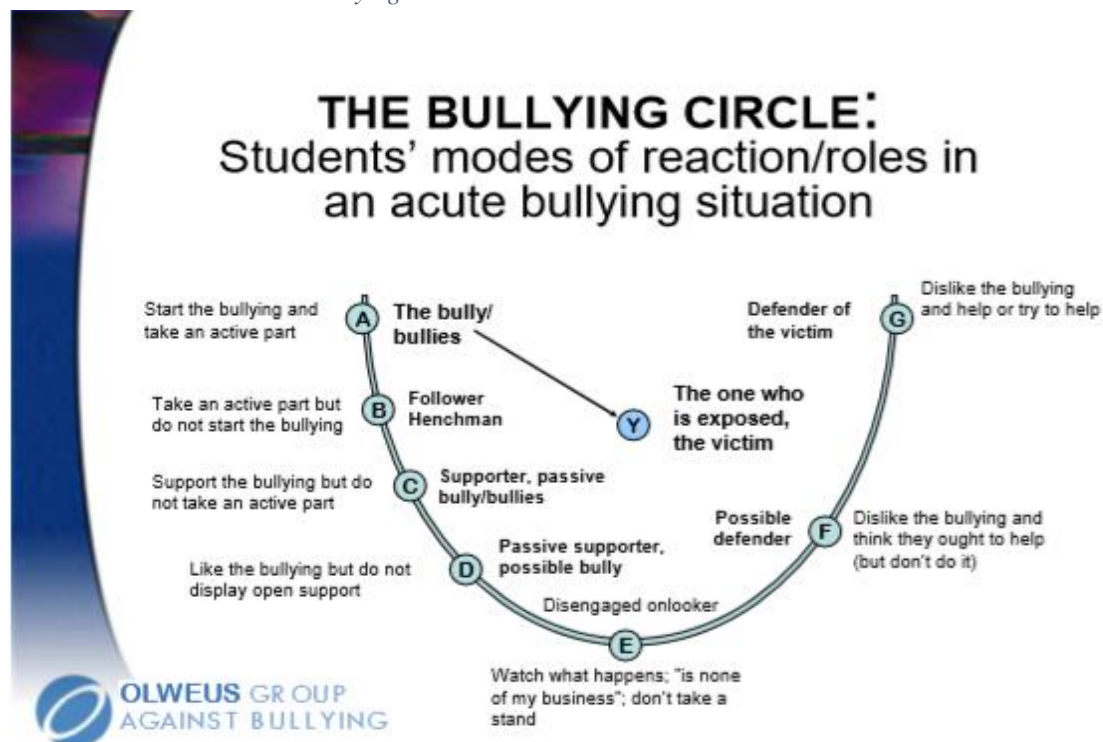 THE BULLYING CIRCLE:
Students’ modes of reaction/roles in
an acute bullying situation
Start the bullying and
take an active part
A
The bully/
bullies
Defender of
the victim
G
Dislike the bullying
and help or try to help
Take an active part but
do not start the bullying
B
Follower
Henchman
Y
The one who
is exposed,
the victim
Support the bullying but do
not take an active part
C
Supporter, passive
bully/bullies
Possible
defender
F
Dislike the bullying and
think they ought to help
(but don’t do it)
Like the bullying but do not
display open support
D
Passive supporter,
possible bully
Disengaged onlooker
E
Watch what happens; "is none
of my business"; don’t take a
stand
OLWEUS GROUP
AGAINST BULLYING